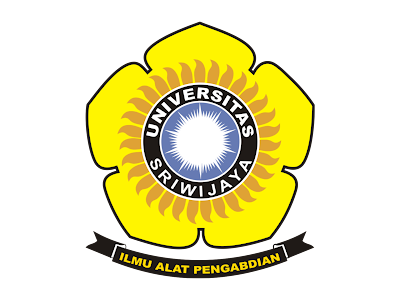 UNIVERSITAS
SRIWIJAYA
ILMU ALAT PENGABDIAN